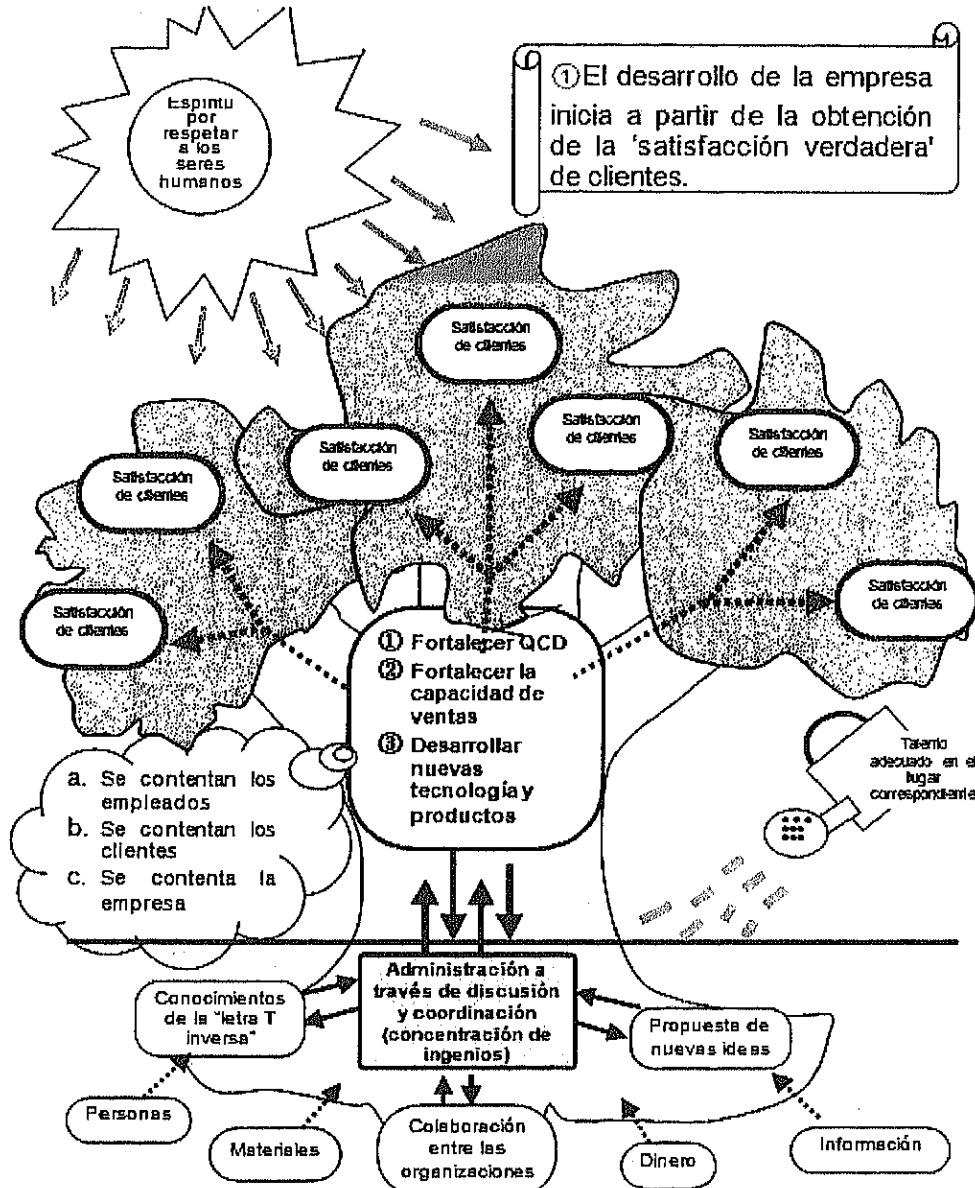 Espíritu
por
respetar
a los
seres
humanos
①El desarrollo de la empresa
inicia a partir de la obtención
de la 'satisfacción verdadera'
de clientes.
Satisfacción
de clientes
Satisfacción
de clientes
Satisfacción
de clientes
Satisfacción
de clientes
Satisfacción
de clientes
Satisfacción
de clientes
Satisfacción
de clientes
① Fortalecer QCD
② Fortalecer la
capacidad de
ventas
③ Desarrollar
nuevas
tecnología y
productos
a. Se contentan los
empleados
b. Se contentan los
clientes
c. Se contenta la
empresa
Talento
adecuado en el
lugar
correspondiente
Administración a
través de discusión
y coordinación
(concentración de
ingenios)
Conocimientos
de la "letra T
inversa"
Propuesta de
nuevas ideas
Personas
Materiales
Colaboración
entre las
organizaciones
Dinero
Información